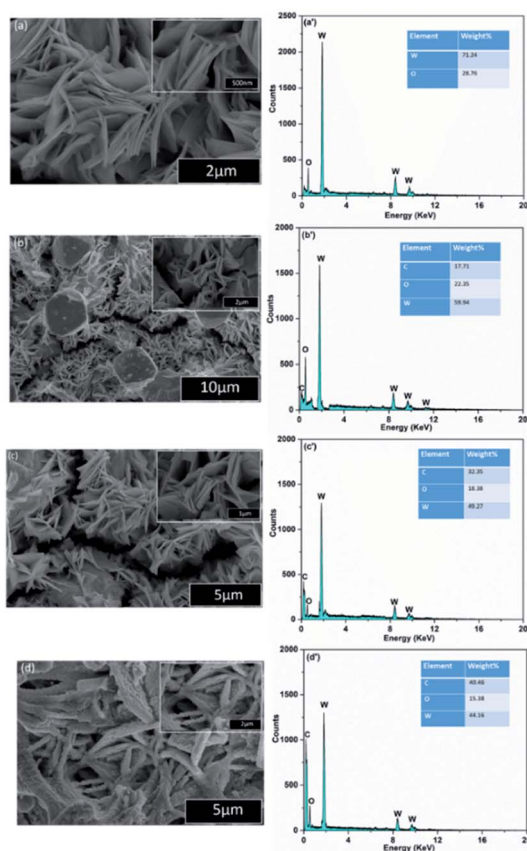 (a)
500nm
2µm
(a')
Element Weight%
W 71.24
O 28.76
2500
2000
1500
1000
500
0
Counts
W
O
W
W
0 4 8 12 16 20
Energy (KeV)
(b)
2µm
10µm
(b')
Element Weight%
C 17.71
O 22.35
W 59.94
2000
1500
1000
500
0
Counts
W
O
C
W
W
W
0 4 8 12 16 20
Energy (KeV)
(c)
1µm
5µm
(c')
Element Weight%
C 32.35
O 18.38
W 49.27
2000
1500
1000
500
0
Counts
W
C
O
W
W
0 4 8 12 16 20
Energy (KeV)
(d)
2µm
5µm
(d')
Element Weight%
C 40.46
O 15.38
W 44.16
2000
1500
1000
500
0
Counts
W
C
O
W
W
0 4 8 12 16 20
Energy (KeV)